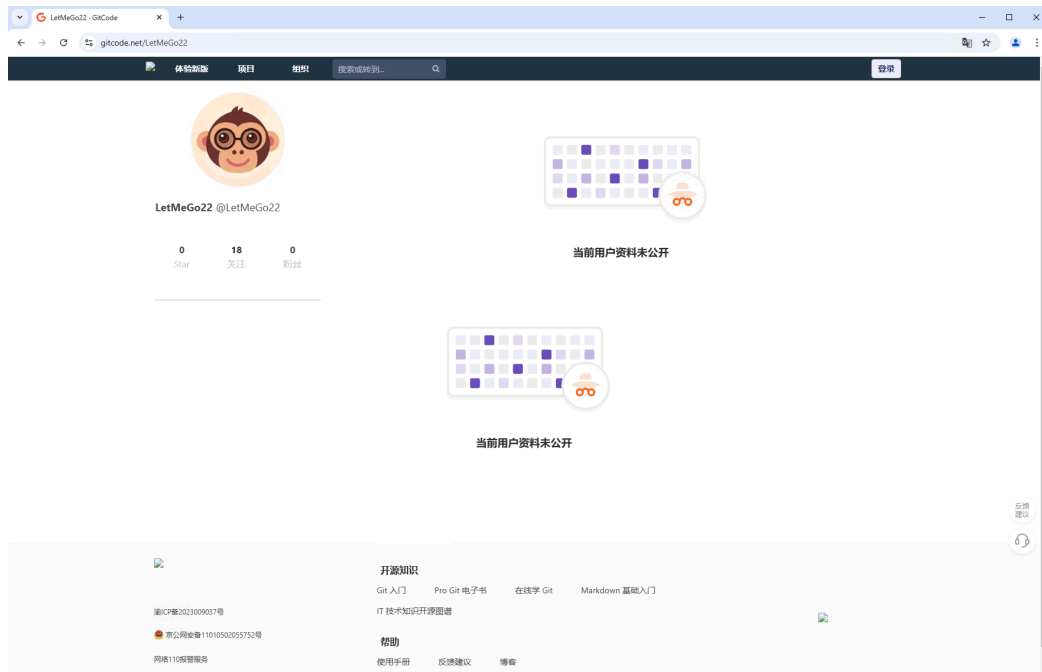 LetMeGo22 · GitCode
gitcode.net/LetMeGo22
体验新版 项目 组织 搜索或转到... 登录
LetMeGo22 @LetMeGo22
0 18 0
Star 关注 粉丝
当前用户资料未公开
当前用户资料未公开
反馈
建议
开源知识
Git 入门 Pro Git 电子书 在线学 Git Markdown 基础入门
IT 技术知识开源图谱
渝ICP备2023009037号
京公网安备11010502055752号
网络110报警服务
帮助
使用手册 反馈建议 博客